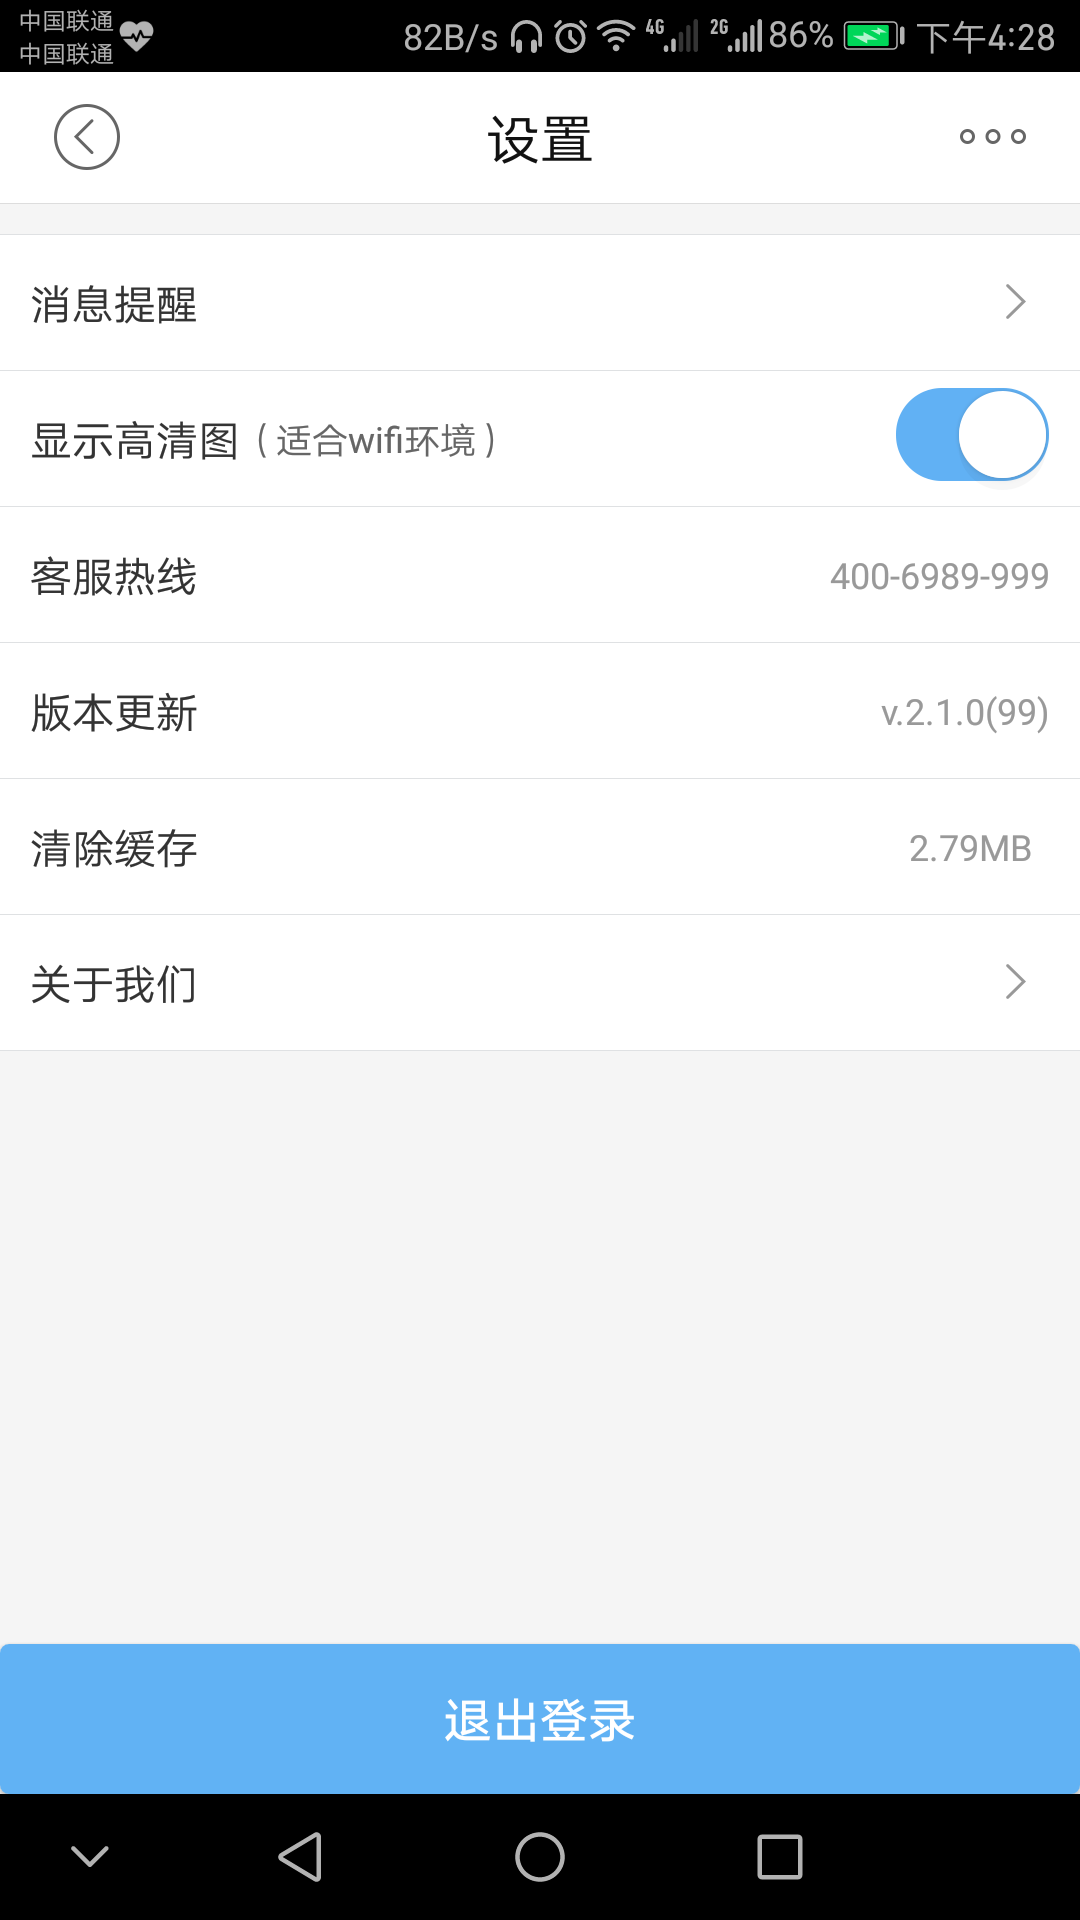 中国联通
中国联通
82B/s 4G 2G 86% 下午4:28
设置
消息提醒
显示高清图（适合wifi环境）
客服热线 400-6989-999
版本更新 v.2.1.0(99)
清除缓存 2.79MB
关于我们
退出登录